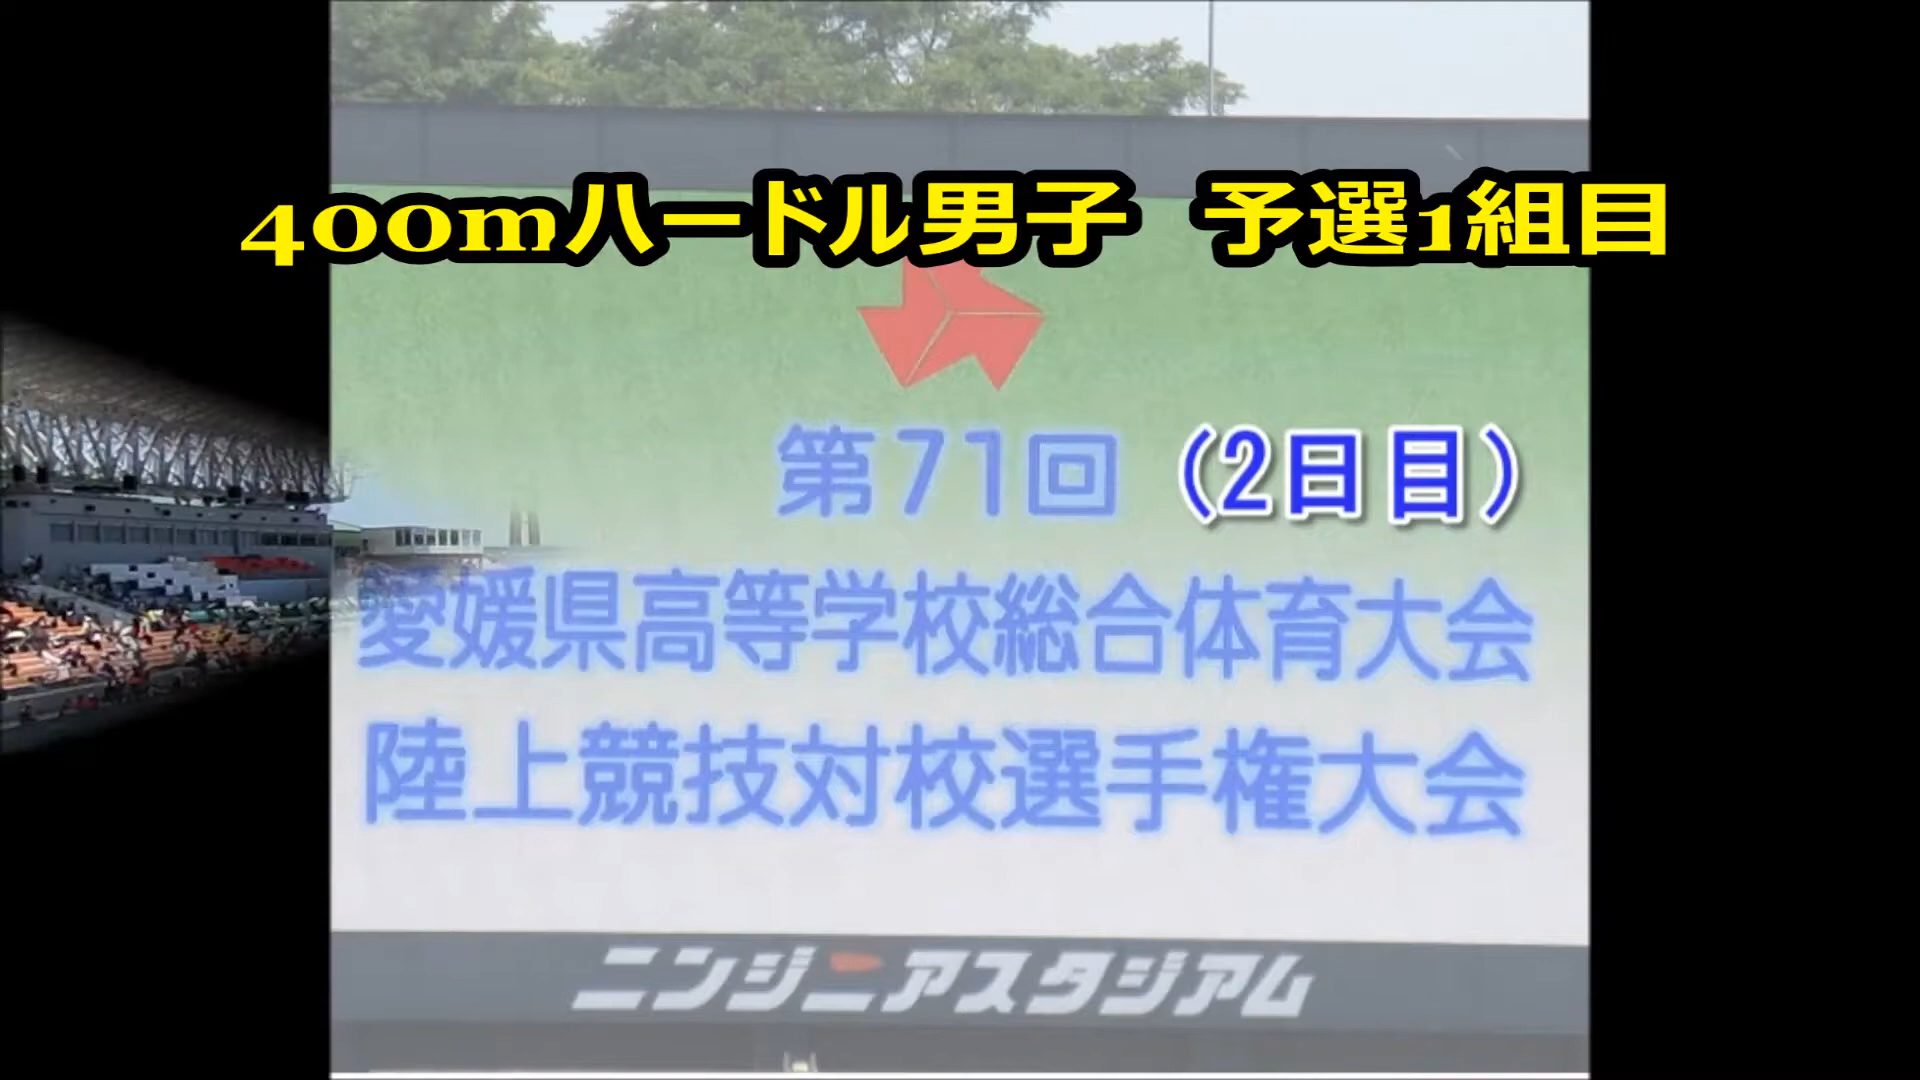 400mハードル男子　予選1組目
第71回（2日目）
愛媛県高等学校総合体育大会
陸上競技対校選手権大会
ニンジニアスタジアム